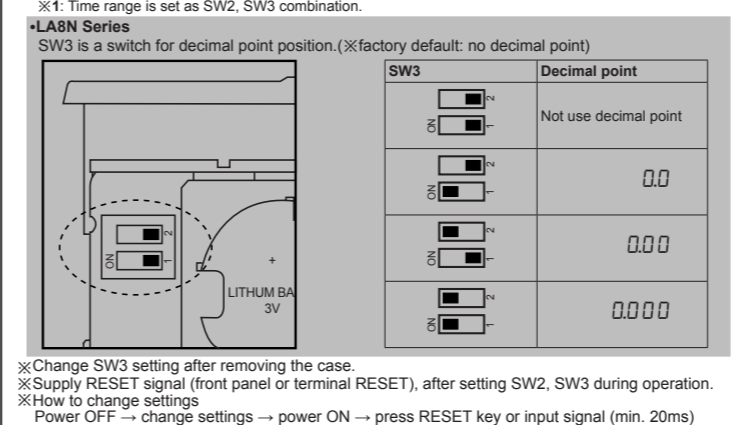 ※1: Time range is set as SW2, SW3 combination.
•LA8N Series
SW3 is a switch for decimal point position.(※factory default: no decimal point)
ON
1
2
+
LITHUM BA
3V
SW3 Decimal point
ON 1 2 Not use decimal point
ON 1 2 0.0
ON 1 2 0.00
ON 1 2 0.000
※Change SW3 setting after removing the case.
※Supply RESET signal (front panel or terminal RESET), after setting SW2, SW3 during operation.
※How to change settings
Power OFF → change settings → power ON → press RESET key or input signal (min. 20ms)